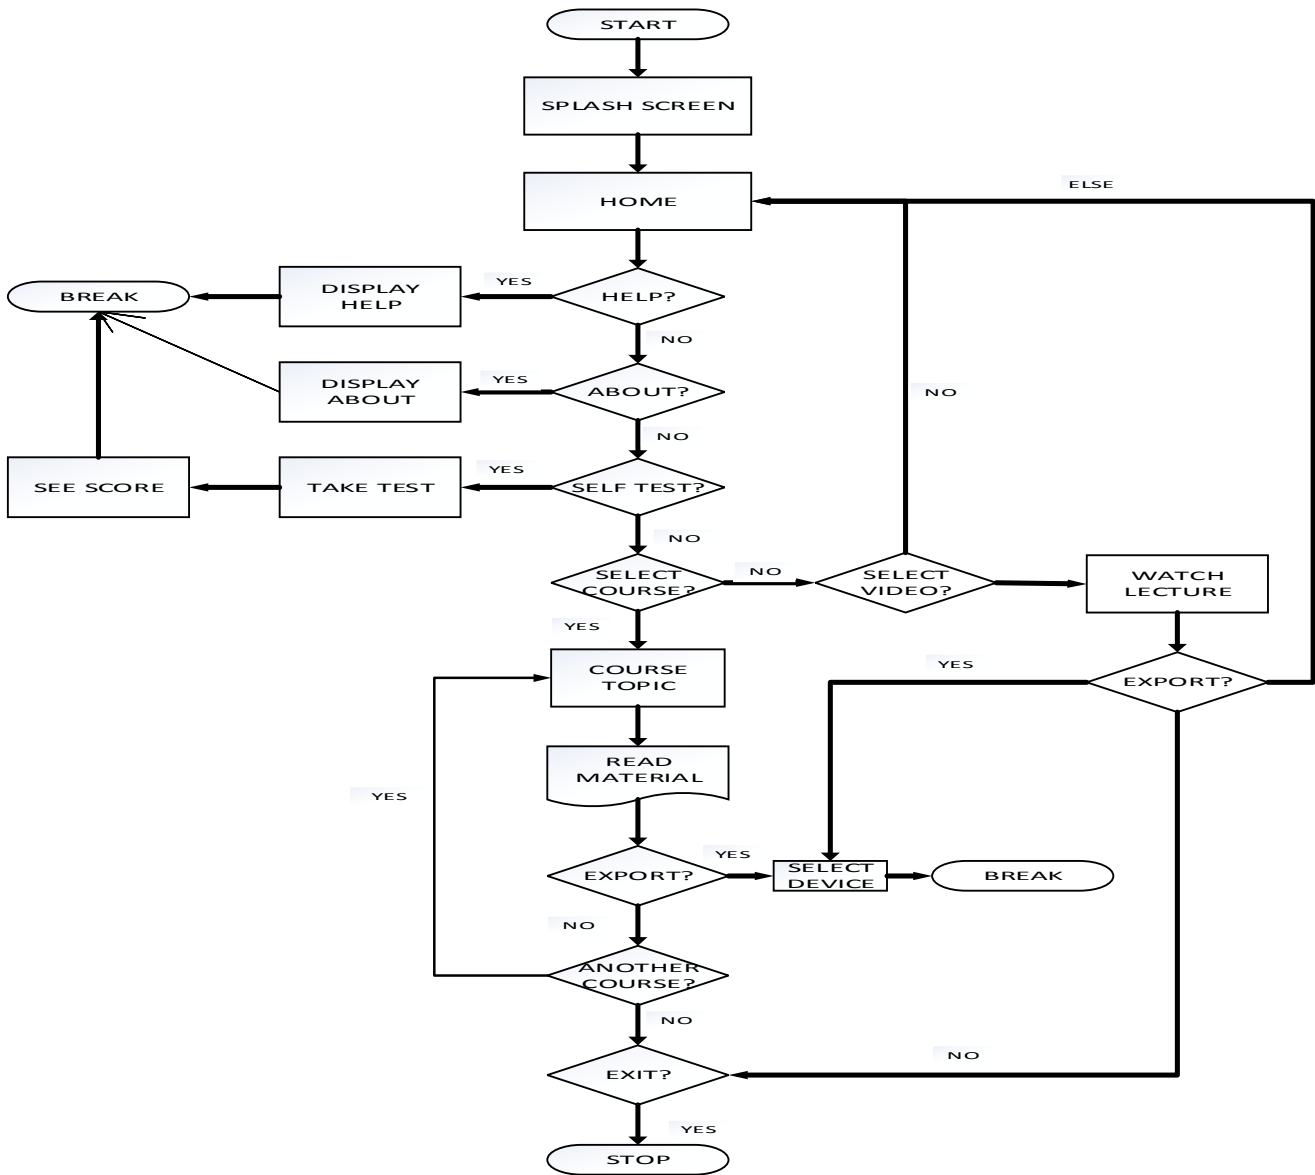 START
SPLASH SCREEN
ELSE
HOME
YES
BREAK
DISPLAY
HELP
HELP?
NO
YES
DISPLAY
ABOUT
ABOUT?
NO
NO
YES
SEE SCORE
TAKE TEST
SELF TEST?
NO
SELECT
COURSE?
NO
SELECT
VIDEO?
WATCH
LECTURE
YES
COURSE
TOPIC
YES
EXPORT?
READ
MATERIAL
YES
EXPORT?
YES
SELECT
DEVICE
BREAK
NO
ANOTHER
COURSE?
NO
EXIT?
NO
YES
STOP